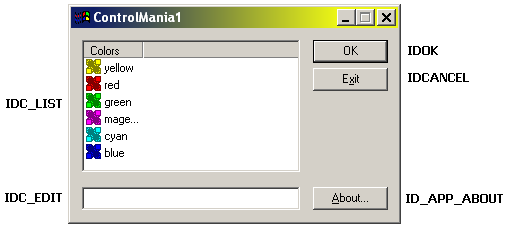 ControlMania1
Colors
OK
IDOK
yellow
Exit
IDCANCEL
red
IDC_LIST
green
mage...
cyan
blue
IDC_EDIT
About...
ID_APP_ABOUT